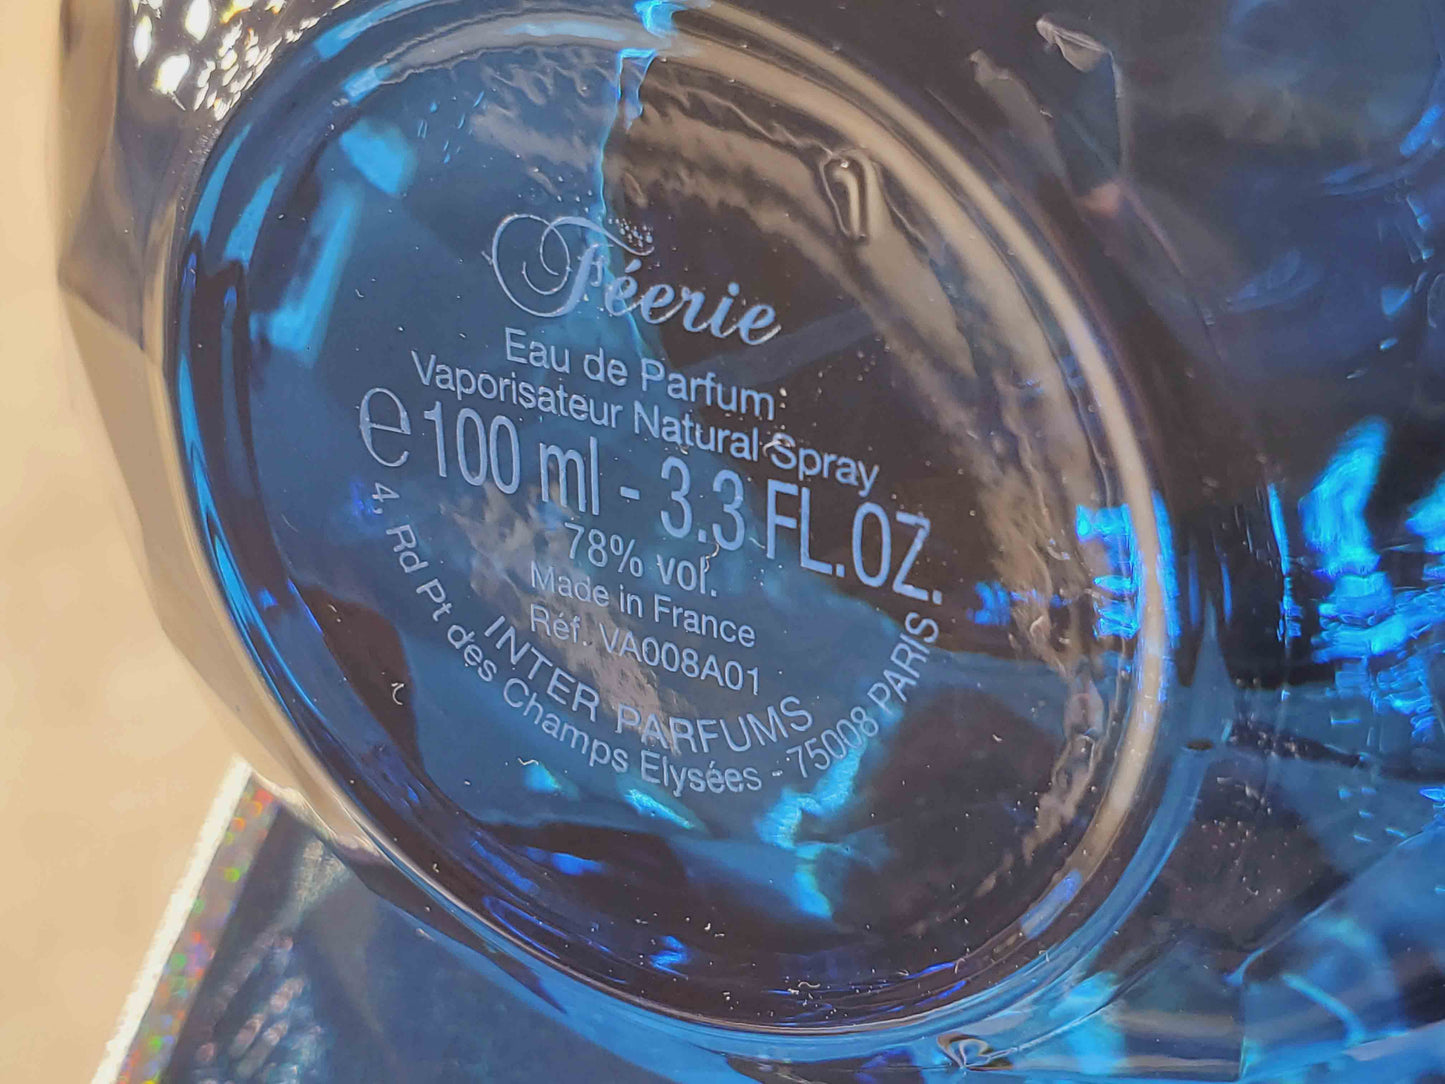 Féerie
Eau de Parfum
Vaporisateur Natural Spray
℮ 100 ml - 3.3 FL.OZ.
78% vol.
Made in France
Réf. VA008A01
INTER PARFUMS
4, Rd Pt des Champs Elysées - 75008 PARIS